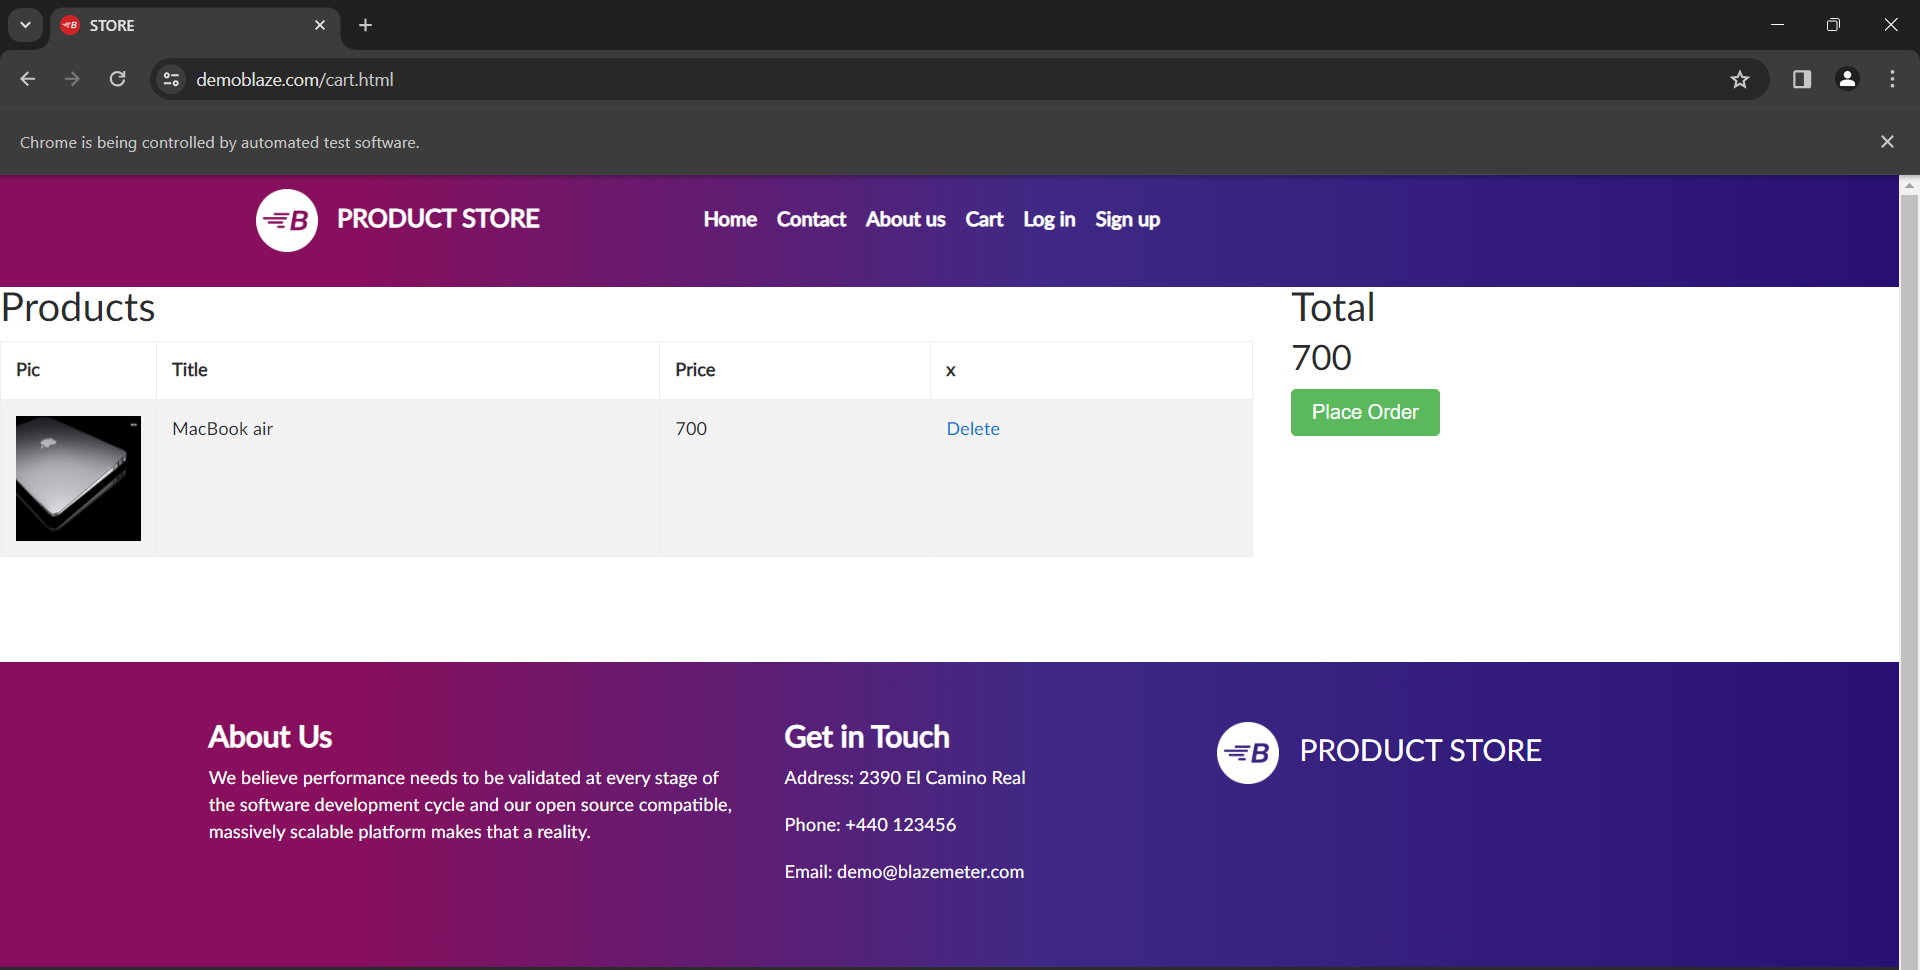 STORE
demoblaze.com/cart.html
Chrome is being controlled by automated test software.
B PRODUCT STORE Home Contact About us Cart Log in Sign up
Products
Total
700
Place Order
Pic Title Price x
MacBook air 700 Delete
About Us
We believe performance needs to be validated at every stage of
the software development cycle and our open source compatible,
massively scalable platform makes that a reality.
Get in Touch
Address: 2390 El Camino Real
Phone: +440 123456
Email: demo@blazemeter.com
B PRODUCT STORE